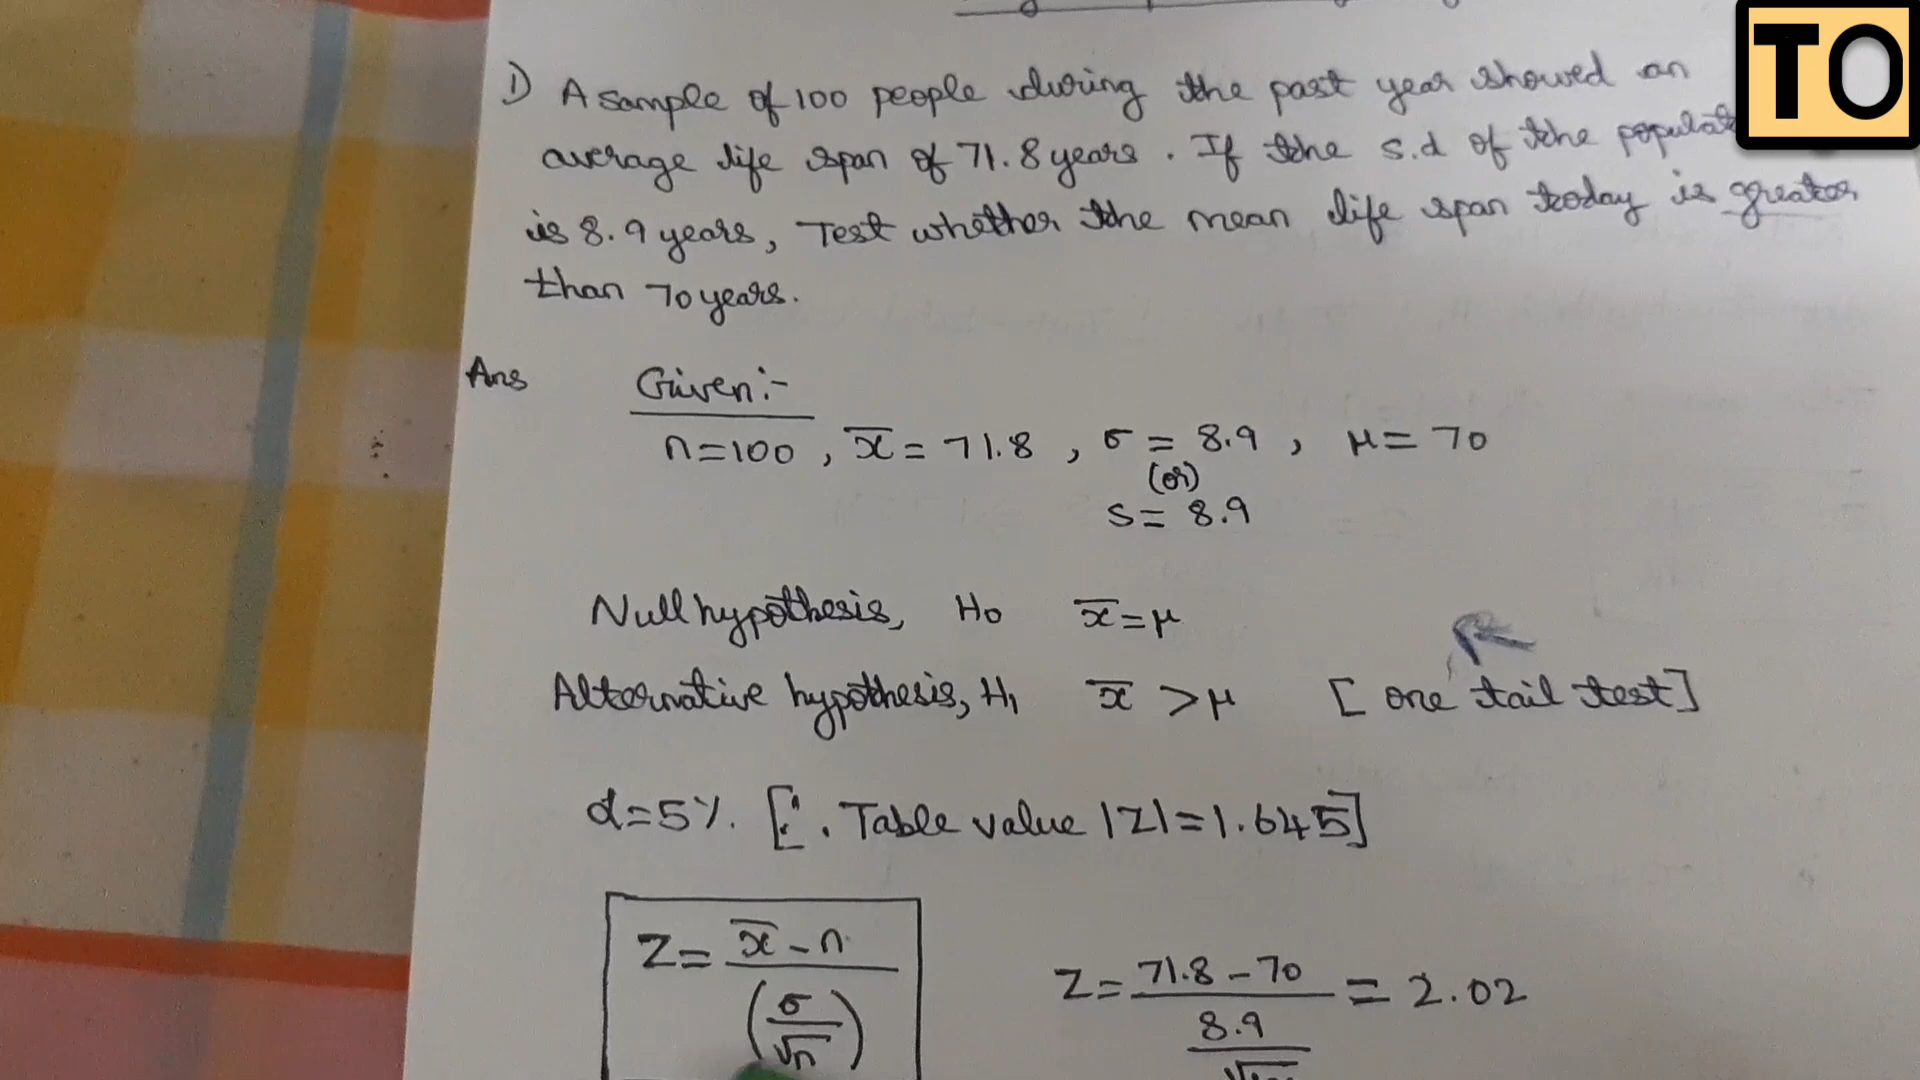 TO
1) A sample of 100 people during the past year showed an
average life span of 71.8 years. If the s.d of the
is 8.9 years, Test whether the mean life span today is greater
than 70 years.
Ans Given:-
n=100, x̄ = 71.8, σ = 8.9, μ = 70
(or)
s = 8.9
Null hypothesis, H₀ x̄ = μ
Alternative hypothesis, H₁ x̄ > μ [one tail test]
α=5%. [∴ Table value |Z|=1.645]
Z = x̄ - n / (σ/√n)
Z = 71.8 - 70 / 8.9 = 2.02